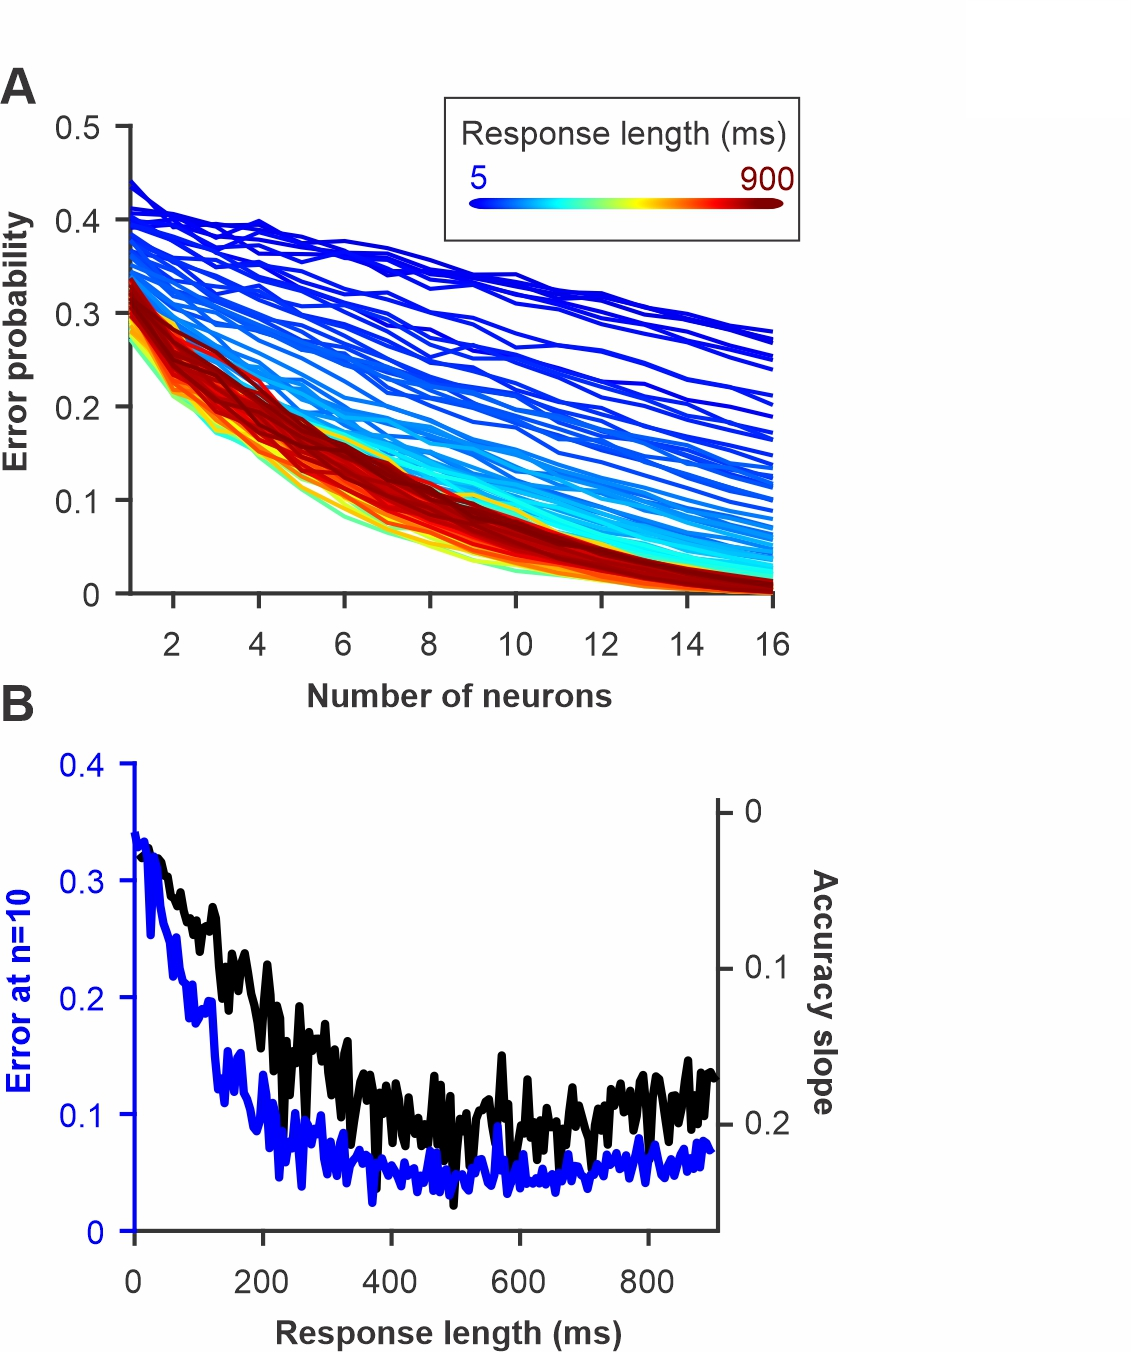 A
Error probability
0.5
0.4
0.3
0.2
0.1
0
Response length (ms)
5 900
2 4 6 8 10 12 14 16
Number of neurons
B
Error at n=10
0.4
0.3
0.2
0.1
0
0
0.1
0.2
Accuracy slope
0 200 400 600 800
Response length (ms)